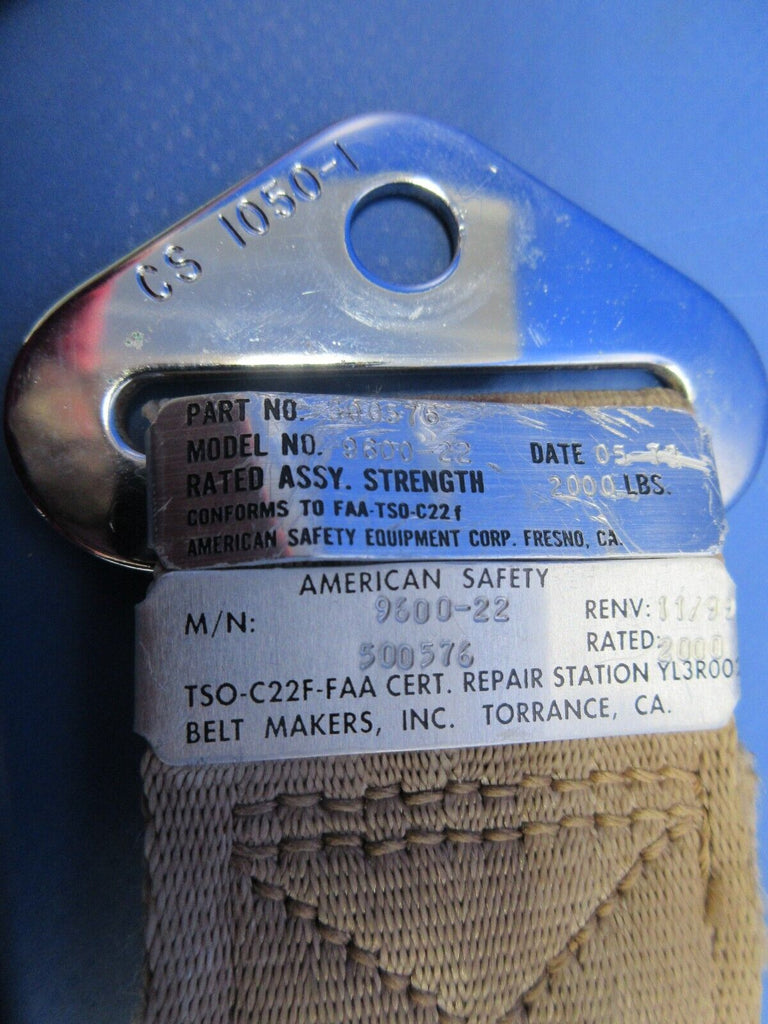 CS 1050-1
PART NO. 500576
MODEL NO. 9600-22 DATE 05
RATED ASSY. STRENGTH 2000 LBS.
CONFORMS TO FAA-TSO-C22f
AMERICAN SAFETY EQUIPMENT CORP. FRESNO, CA.
AMERICAN SAFETY
M/N: 9600-22 RENV:
500576 RATED: 2000
TSO-C22F-FAA CERT. REPAIR STATION
BELT MAKERS, INC. TORRANCE, CA.